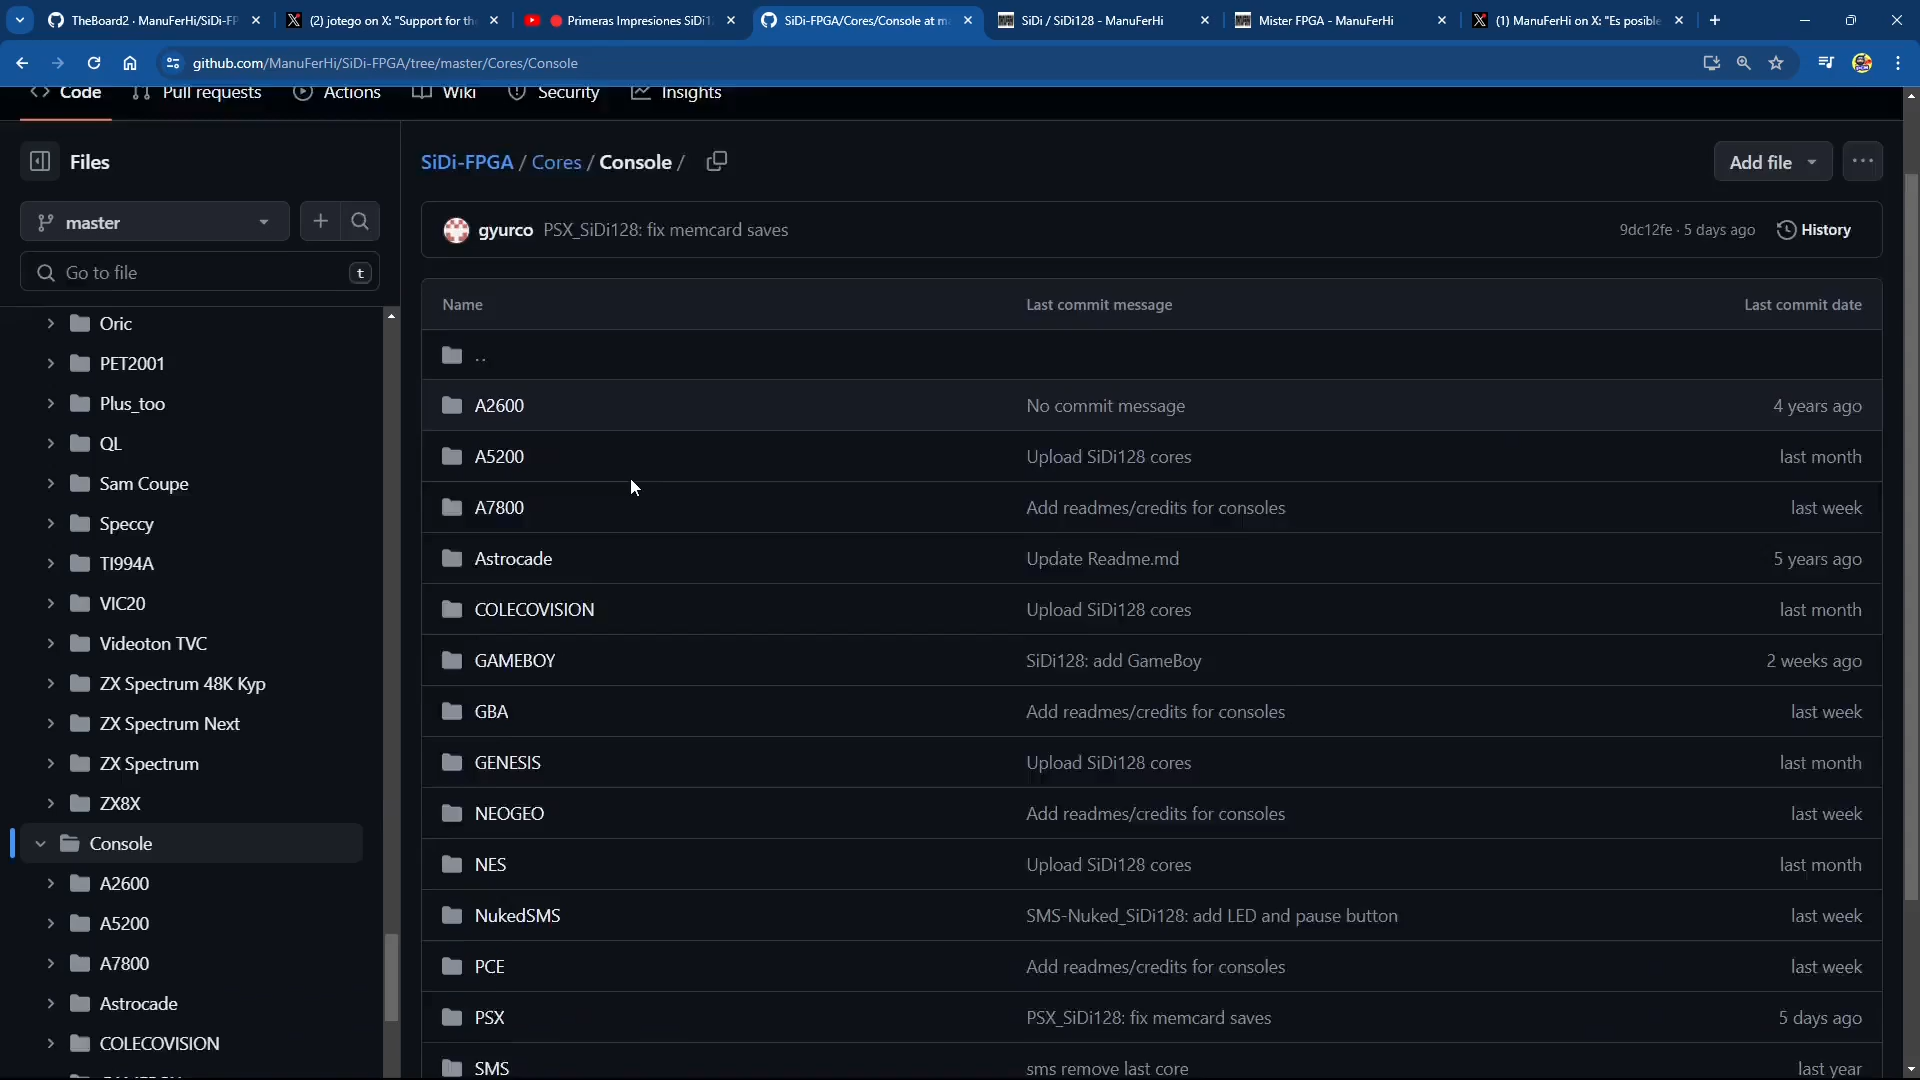 TheBoard2 · ManuFerHi/SiDi-FP
(2) jotego on X: "Support for th
Primeras Impresiones SiDi1
SiDi-FPGA/Cores/Console at m
SiDi / SiDi128 - ManuFerHi
Mister FPGA - ManuFerHi
(1) ManuFerHi on X: "Es posible
github.com/ManuFerHi/SiDi-FPGA/tree/master/Cores/Console
Code Pull requests Actions Wiki Security Insights
Files
master
Go to file t
Oric
PET2001
Plus_too
QL
Sam Coupe
Speccy
TI994A
VIC20
Videoton TVC
ZX Spectrum 48K Kyp
ZX Spectrum Next
ZX Spectrum
ZX8X
Console
A2600
A5200
A7800
Astrocade
COLECOVISION
SiDi-FPGA / Cores / Console /
Add file
gyurco PSX_SiDi128: fix memcard saves 9dc12fe · 5 days ago History
Name Last commit message Last commit date
..
A2600 No commit message 4 years ago
A5200 Upload SiDi128 cores last month
A7800 Add readmes/credits for consoles last week
Astrocade Update Readme.md 5 years ago
COLECOVISION Upload SiDi128 cores last month
GAMEBOY SiDi128: add GameBoy 2 weeks ago
GBA Add readmes/credits for consoles last week
GENESIS Upload SiDi128 cores last month
NEOGEO Add readmes/credits for consoles last week
NES Upload SiDi128 cores last month
NukedSMS SMS-Nuked_SiDi128: add LED and pause button last week
PCE Add readmes/credits for consoles last week
PSX PSX_SiDi128: fix memcard saves 5 days ago
SMS sms remove last core last year